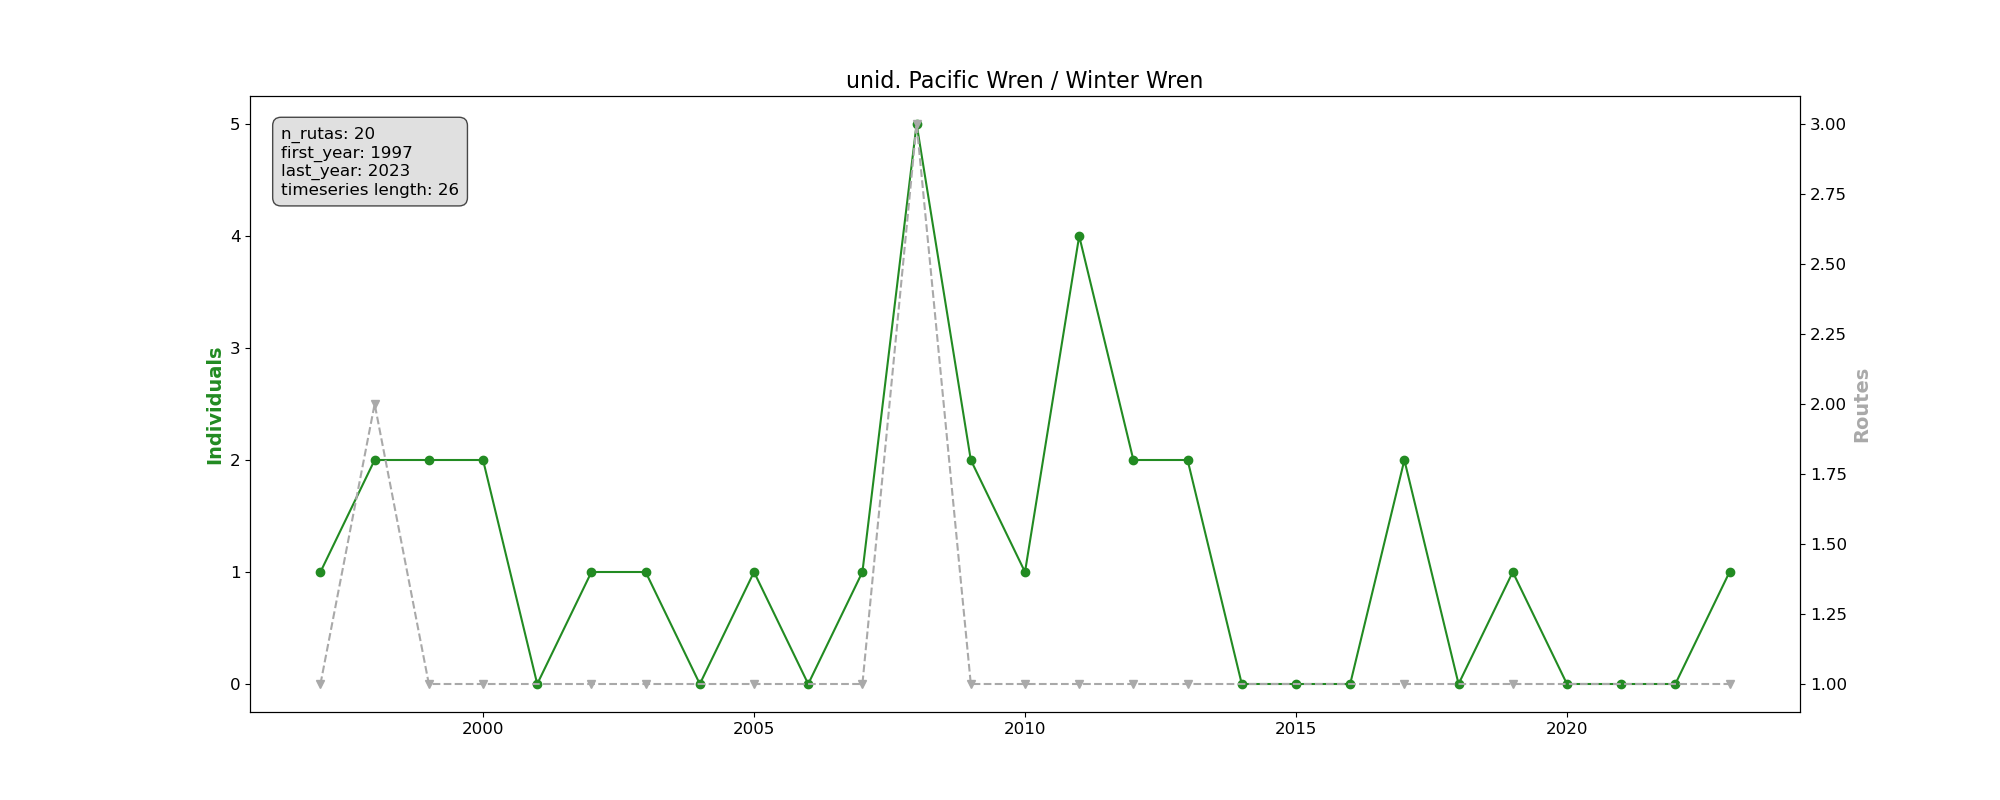 unid. Pacific Wren / Winter Wren
n_rutas: 20
first_year: 1997
last_year: 2023
timeseries length: 26
5
4
3
2
1
0
Individuals
3.00
2.75
2.50
2.25
2.00
1.75
1.50
1.25
1.00
Routes
2000 2005 2010 2015 2020